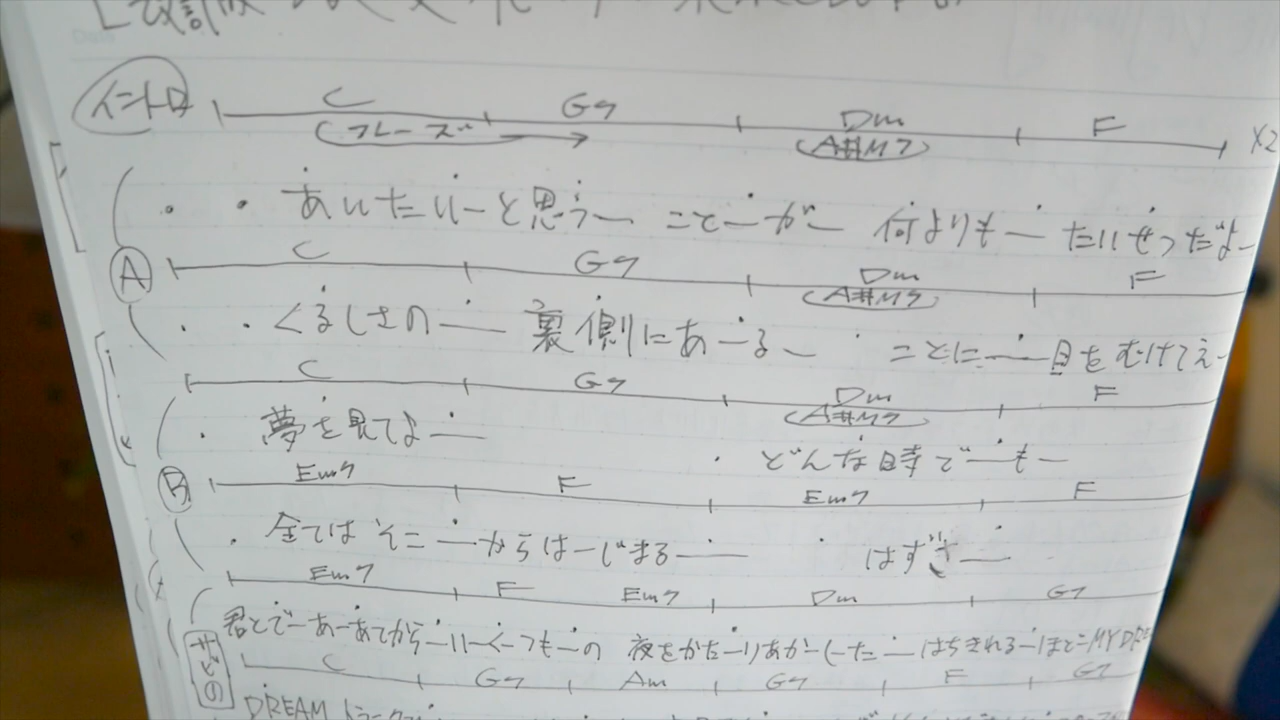 イントロ C G7 Dm F ×2
(フレーズ → (A#M7)
あいたいーと思うー ことーがー 何よりもー たいせつだよー
A C G7 Dm F
(A#M7)
くるしさのー 裏側にあーるー ことにー目をむけてえー
C G7 Dm F
(A#M7)
夢を見てよー どんな時でーもー
B Em7 F Em7 F
全てはそこーからはーじまるー はずさー
Em7 F Em7 Dm G7
君とでーあーあてからーいーくーつもーの 夜をかたーりあかーしーたー はちきれるーほどーMY DRE
サビ C G7 Am G7 F G7
DREAM